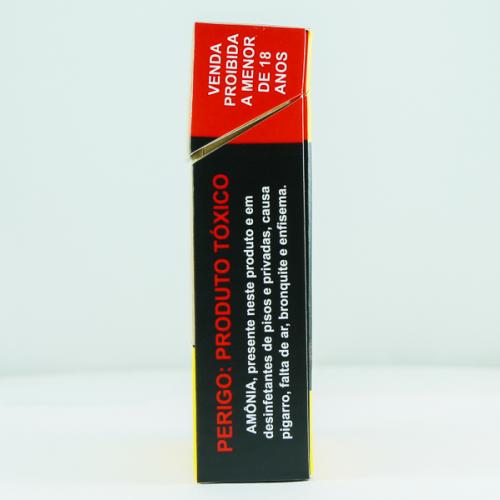 VENDA
PROIBIDA
A MENOR
DE 18
ANOS
PERIGO: PRODUTO TÓXICO
AMÔNIA, presente neste produto e em
desinfetantes de pisos e privadas, causa
pigarro, falta de ar, bronquite e enfisema.